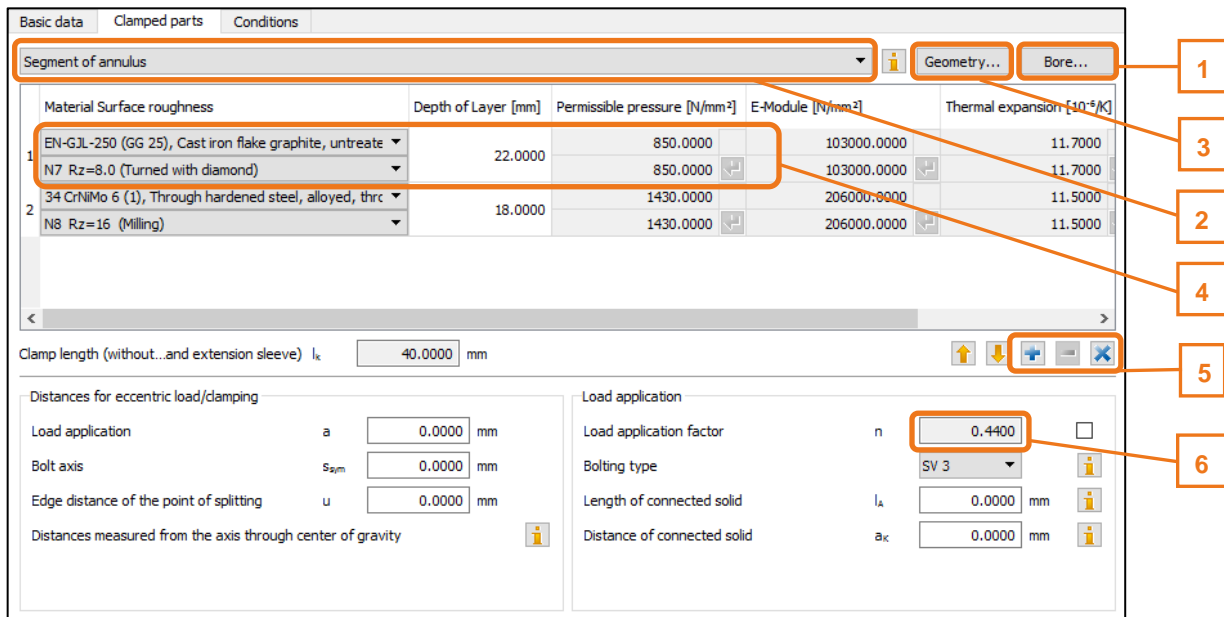 Basic data Clamped parts Conditions
Segment of annulus Geometry... Bore...
1
Material Surface roughness Depth of Layer [mm] Permissible pressure [N/mm²] E-Module [N/mm²] Thermal expansion [10⁻⁶/K]
3
EN-GJL-250 (GG 25), Cast iron flake graphite, untreate 850.0000 103000.0000 11.7000
1 22.0000
N7 Rz=8.0 (Turned with diamond) 850.0000 103000.0000 11.7000
34 CrNiMo 6 (1), Through hardened steel, alloyed, thrc 1430.0000 206000.0000 11.5000
2 18.0000
N8 Rz=16 (Milling) 1430.0000 206000.0000 11.5000
2
4
Clamp length (without...and extension sleeve) lₖ 40.0000 mm
5
Distances for eccentric load/clamping
Load application a 0.0000 mm
Bolt axis sₛᵧₘ 0.0000 mm
Edge distance of the point of splitting u 0.0000 mm
Distances measured from the axis through center of gravity
Load application
Load application factor n 0.4400
Bolting type SV 3
6
Length of connected solid lA 0.0000 mm
Distance of connected solid aK 0.0000 mm